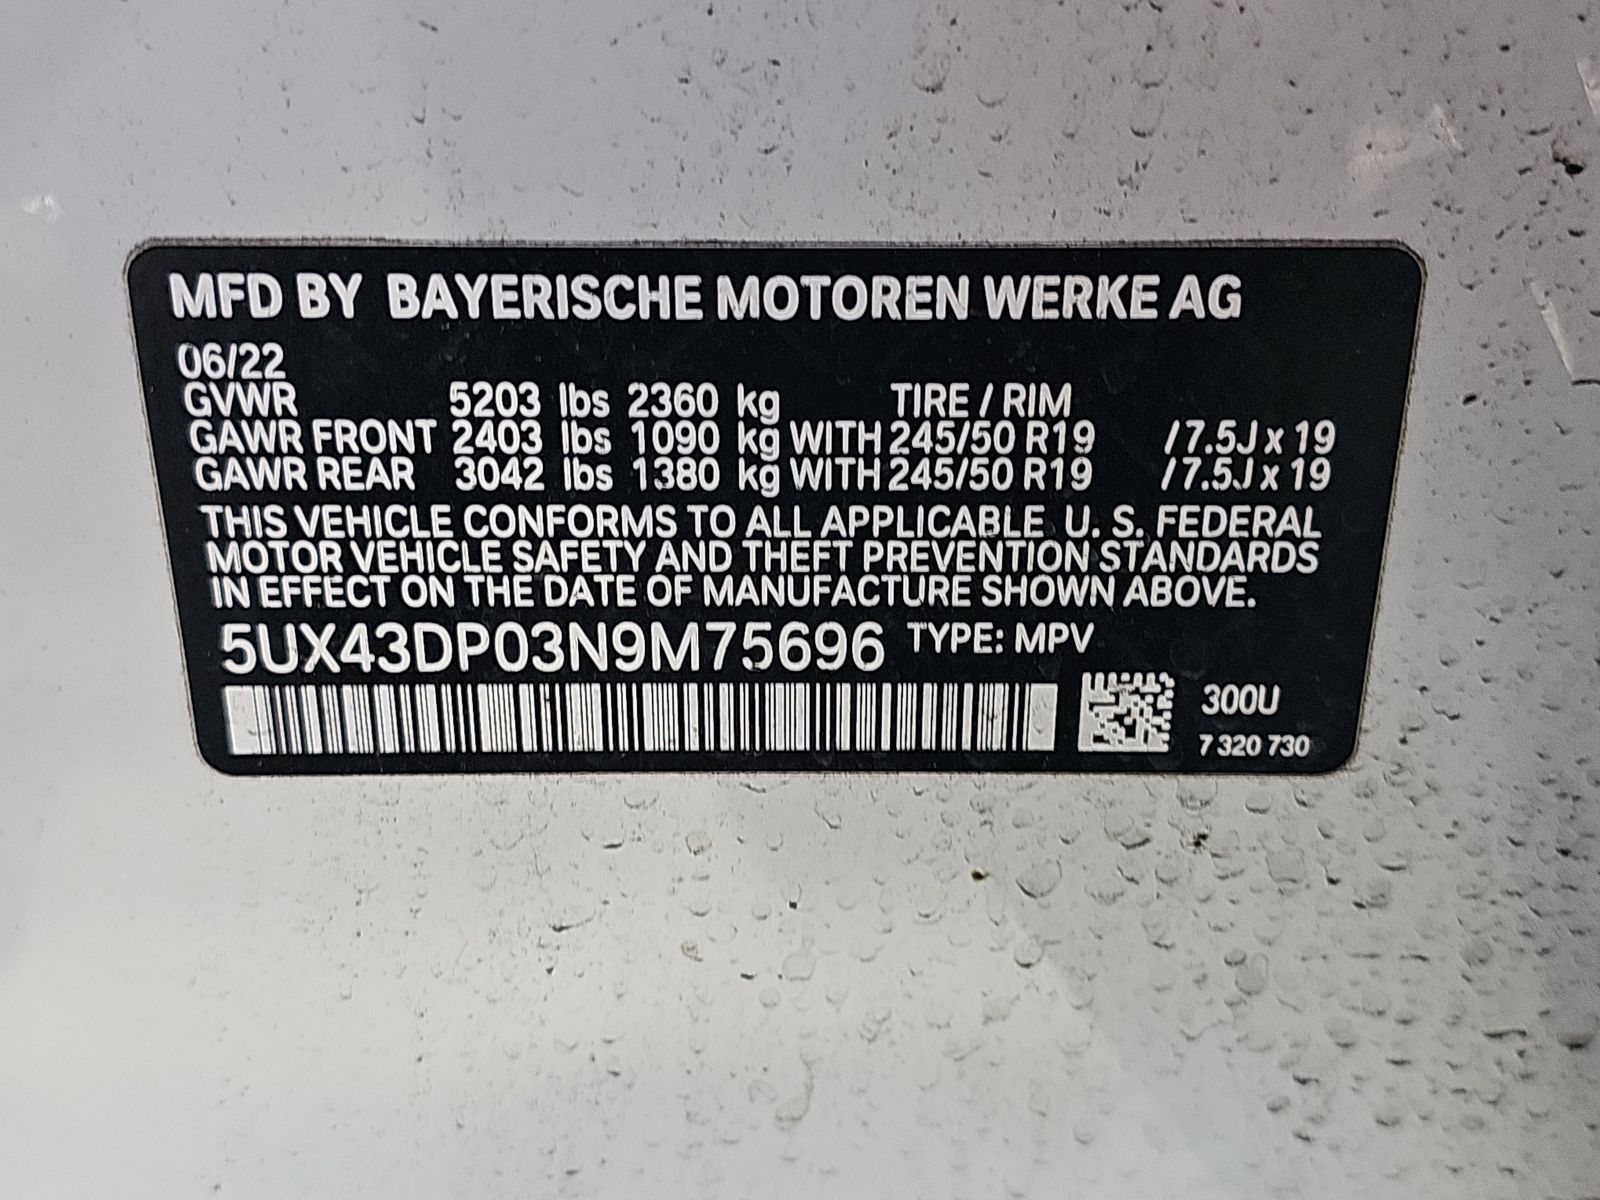 MFD BY BAYERISCHE MOTOREN WERKE AG
06/22
GVWR 5203 lbs 2360 kg TIRE / RIM
GAWR FRONT 2403 lbs 1090 kg WITH 245/50 R19 /7.5J x 19
GAWR REAR 3042 lbs 1380 kg WITH 245/50 R19 /7.5J x 19
THIS VEHICLE CONFORMS TO ALL APPLICABLE U. S. FEDERAL
MOTOR VEHICLE SAFETY AND THEFT PREVENTION STANDARDS
IN EFFECT ON THE DATE OF MANUFACTURE SHOWN ABOVE.
5UX43DP03N9M75696 TYPE: MPV
300U
7 320 730